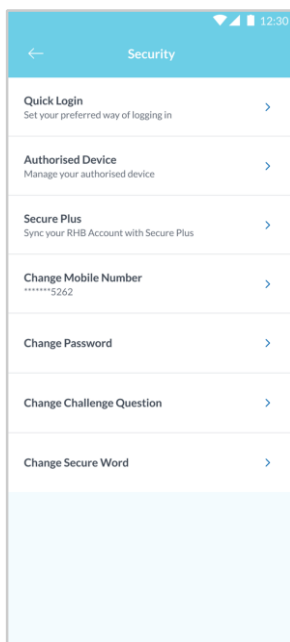 12:30
Security
Quick Login
Set your preferred way of logging in
Authorised Device
Manage your authorised device
Secure Plus
Sync your RHB Account with Secure Plus
Change Mobile Number
*******5262
Change Password
Change Challenge Question
Change Secure Word